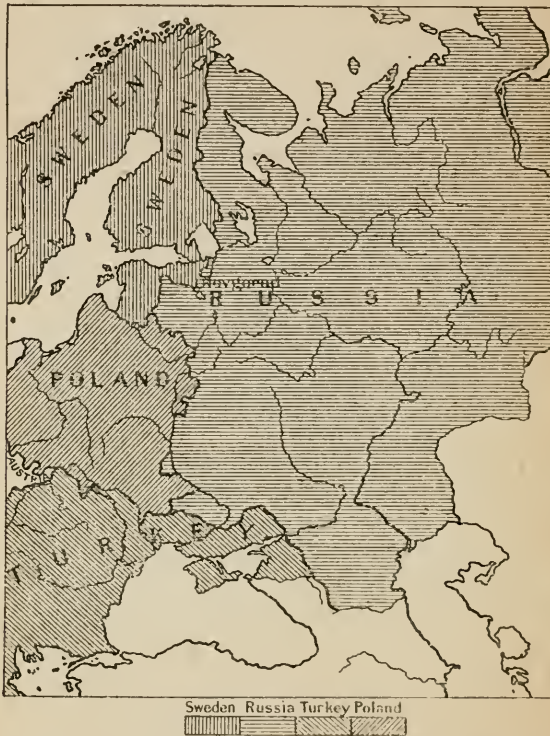 SWEDEN
SWEDEN
Novgorod
RUSSIA
POLAND
TURKEY
Sweden Russia Turkey Poland